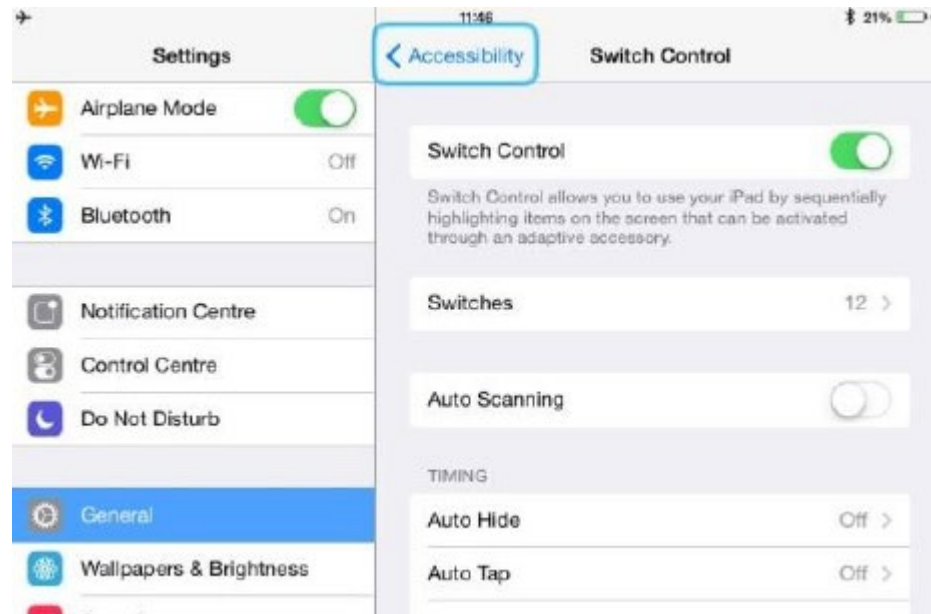 11:46
21%
Settings
Accessibility
Switch Control
Airplane Mode
Wi-Fi
Off
Bluetooth
On
Notification Centre
Control Centre
Do Not Disturb
General
Wallpapers & Brightness
Switch Control
Switch Control allows you to use your iPad by sequentially
highlighting items on the screen that can be activated
through an adaptive accessory.
Switches
12
Auto Scanning
TIMING
Auto Hide
Off
Auto Tap
Off